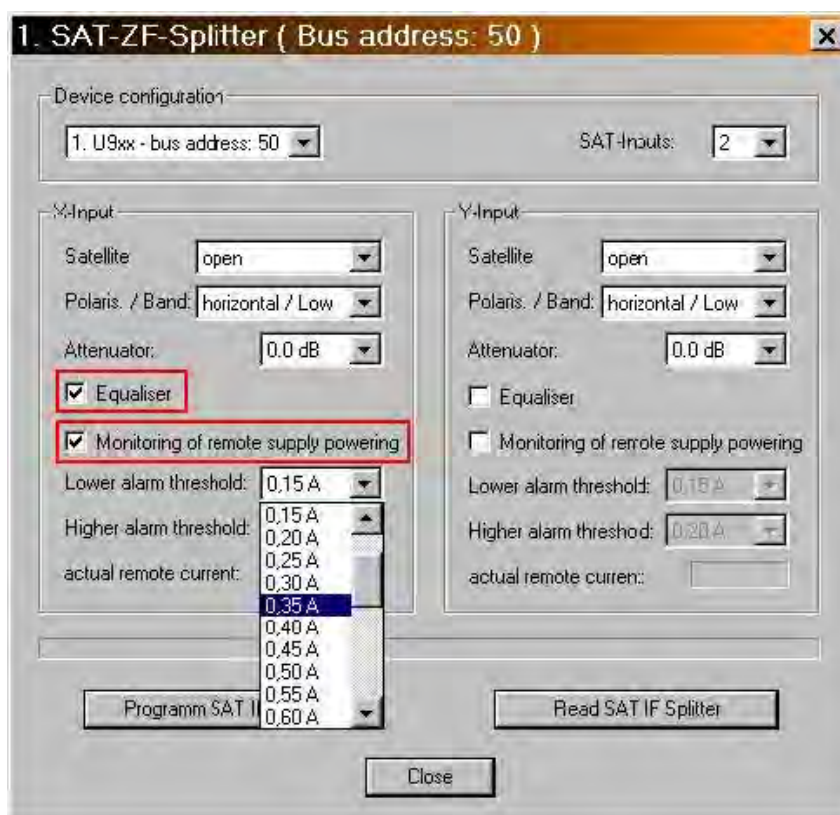 1. SAT-ZF-Splitter ( Bus address: 50 )
Device configuration
1. U9xx - bus address: 50
SAT-Inputs:
2
X-Input
Satellite
open
Polaris. / Band:
horizontal / Low
Attenuator:
0.0 dB
Equaliser
Monitoring of remote supply powering
Lower alarm threshold:
0,15 A
0,15 A
0,20 A
0,25 A
0,30 A
0,35 A
0,40 A
0,45 A
0,50 A
0,55 A
0,60 A
Higher alarm threshold:
actual remote current:
Y-Input
Satellite
open
Polaris. / Band:
horizontal / Low
Attenuator:
0.0 dB
Equaliser
Monitoring of remote supply powering
Lower alarm threshold:
0,15 A
Higher alarm threshod:
0,20 A
actual remote curren:
Programm SAT I
Read SAT IF Splitter
Close